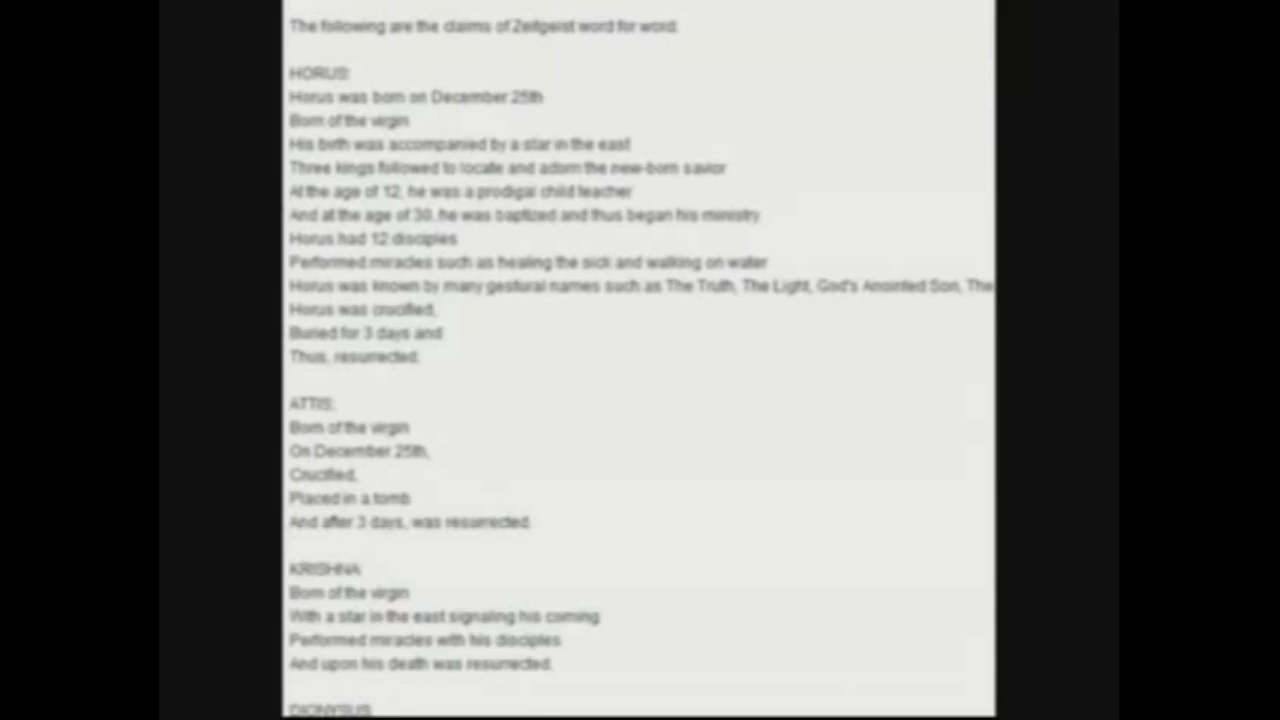 The following are the claims of Zeitgeist word for word:
HORUS:
Horus was born on December 25th
Born of the virgin
His birth was accompanied by a star in the east
Three kings followed to locate and adorn the new-born savior
At the age of 12, he was a prodigal child teacher
And at the age of 30, he was baptized and thus began his ministry
Horus had 12 disciples
Performed miracles such as healing the sick and walking on water
Horus was known by many gestural names such as The Truth, The Light, God's Anointed Son, The
Horus was crucified,
Buried for 3 days and
Thus, resurrected.
ATTIS:
Born of the virgin
On December 25th,
Crucified,
Placed in a tomb
And after 3 days, was resurrected.
KRISHNA:
Born of the virgin
With a star in the east signaling his coming
Performed miracles with his disciples
And upon his death was resurrected.
DIONYSUS